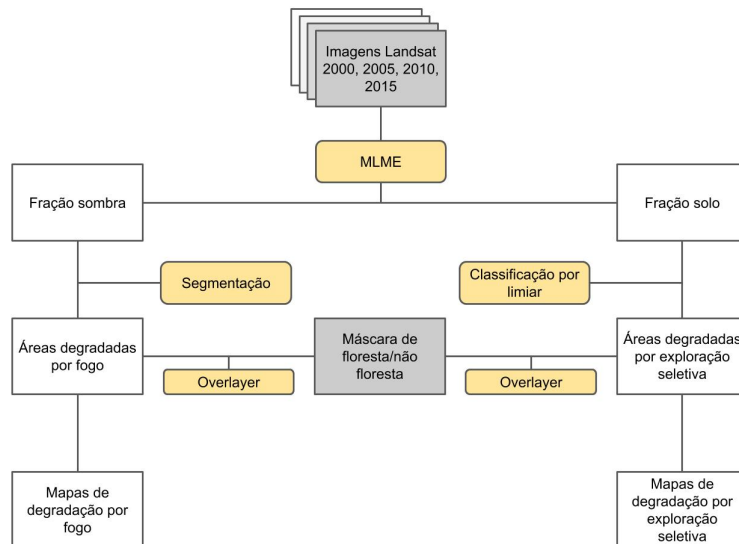 Imagens Landsat
2000, 2005, 2010,
2015
MLME
Fração sombra
Fração solo
Segmentação
Classificação por
limiar
Áreas degradadas
por fogo
Máscara de
floresta/não
floresta
Áreas degradadas
por exploração
seletiva
Overlayer
Overlayer
Mapas de
degradação por
fogo
Mapas de
degradação por
exploração
seletiva